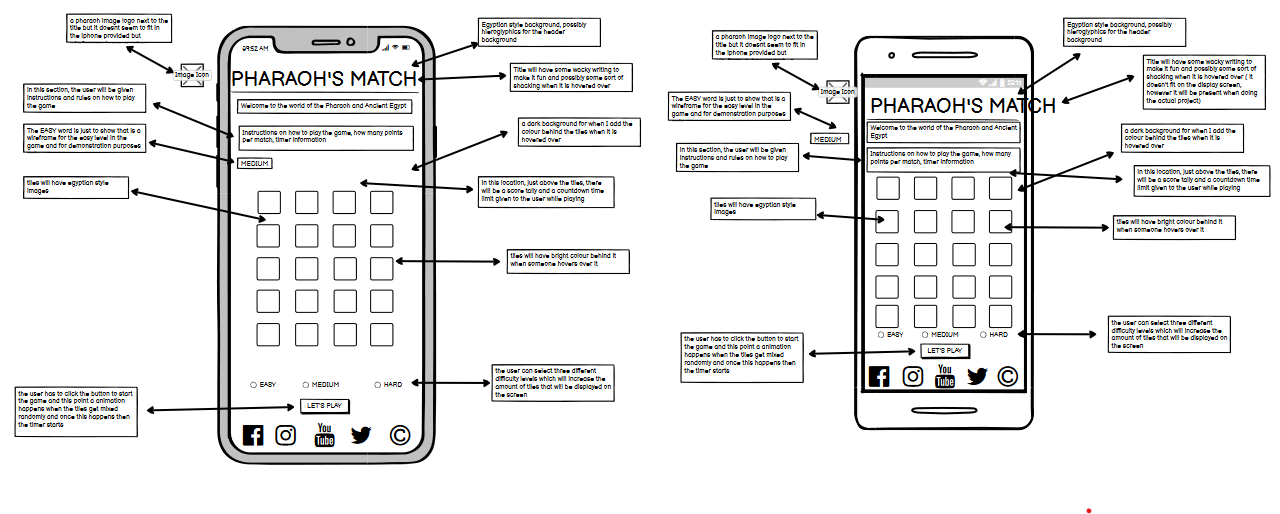 a pharaoh image logo next to the
title but it doesnt seem to fit in
the iphone provided but
Image Icon
In this section, the user will be given
instructions and rules on how to play
the game
The EASY word is just to show that is a
wireframe for the easy level in the
game and for demonstration purposes
tiles will have egyptian style
images
the user has to click the button to start
the game and this point a animation
happens when the tiles get mixed
randomly and once this happens then
the timer starts
09:52 AM
PHARAOH'S MATCH
Welcome to the world of the Pharaoh and Ancient Egypt
Instructions on how to play the game, how many points
per match, timer information
MEDIUM
EASY
MEDIUM
HARD
LET'S PLAY
You
Tube
Egyptian style background, possibly
hieroglyphics for the header
background
Title will have some wacky writing to
make it fun and possibly some sort of
shacking when it is hovered over
a dark background for when I add the
colour behind the tiles when it is
hovered over
In this location, just above the tiles, there
will be a score tally and a countdown time
limit given to the user while playing
tiles will have bright colour behind it
when someone hovers over it
the user can select three different
difficulty levels which will increase the
amount of tiles that will be displayed on
the screen
a pharaoh image logo next to the
title but it doesnt seem to fit in
the iphone provided but
Image Icon
The EASY word is just to show that is a
wireframe for the easy level in the
game and for demonstration purposes
MEDIUM
In this section, the user will be given
instructions and rules on how to play
the game
tiles will have egyptian style
images
the user has to click the button to start
the game and this point a animation
happens when the tiles get mixed
randomly and once this happens then
the timer starts
PHARAOH'S MATCH
Welcome to the world of the Pharaoh and Ancient
Egypt
Instructions on how to play the game, how many
points per match, timer information
EASY
MEDIUM
HARD
LET'S PLAY
You
Tube
Egyptian style background, possibly
hieroglyphics for the header
background
Title will have some wacky writing to
make it fun and possibly some sort of
shacking when it is hovered over ( it
doesn't fit on the display screen,
however it will be present when doing
the actual project)
a dark background for when I add the
colour behind the tiles when it is
hovered over
In this location, just above the tiles, there
will be a score tally and a countdown time
limit given to the user while playing
tiles will have bright colour behind it
when someone hovers over it
the user can select three different
difficulty levels which will increase the
amount of tiles that will be displayed on
the screen